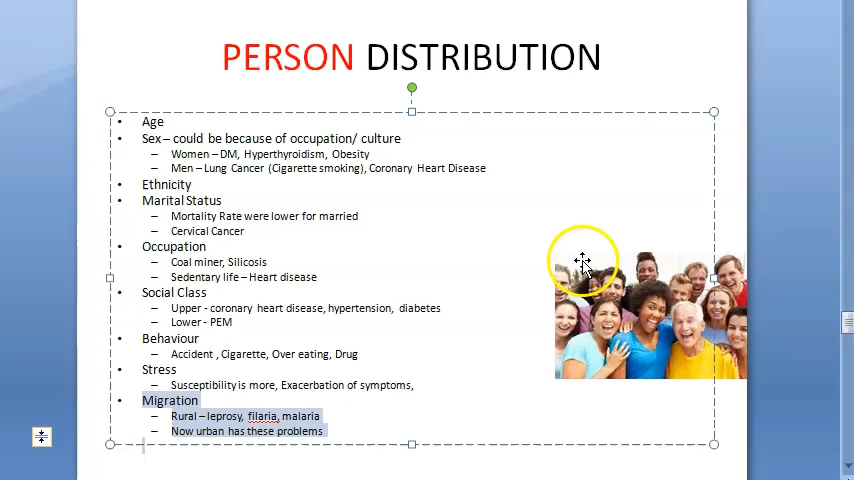 PERSON DISTRIBUTION
• Age
• Sex – could be because of occupation/ culture
– Women – DM, Hyperthyroidism, Obesity
– Men – Lung Cancer (Cigarette smoking), Coronary Heart Disease
• Ethnicity
• Marital Status
– Mortality Rate were lower for married
– Cervical Cancer
• Occupation
– Coal miner, Silicosis
– Sedentary life – Heart disease
• Social Class
– Upper - coronary heart disease, hypertension, diabetes
– Lower - PEM
• Behaviour
– Accident , Cigarette, Over eating, Drug
• Stress
– Susceptibility is more, Exacerbation of symptoms,
• Migration
– Rural – leprosy, filaria, malaria
– Now urban has these problems